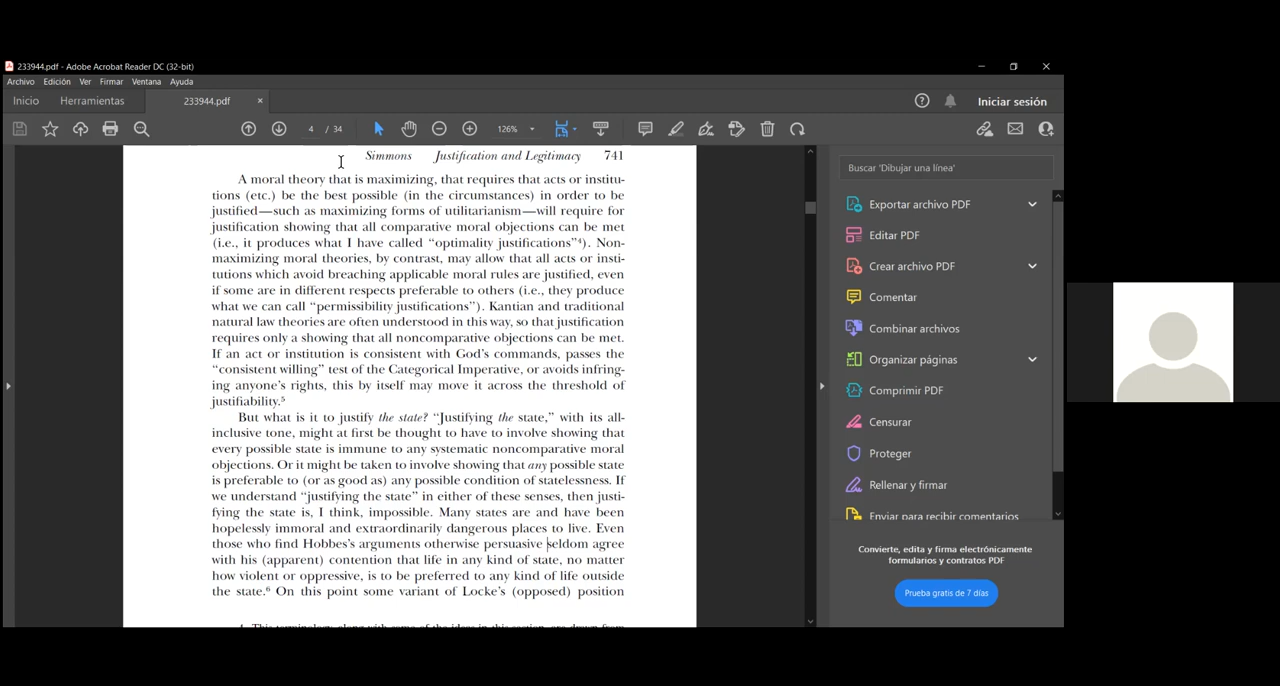 233944.pdf - Adobe Acrobat Reader DC (32-bit)
Archivo Edición Ver Firmar Ventana Ayuda
Inicio Herramientas 233944.pdf × Iniciar sesión
4 / 34 126%
Simmons Justification and Legitimacy 741
A moral theory that is maximizing, that requires that acts or institu-
tions (etc.) be the best possible (in the circumstances) in order to be
justified—such as maximizing forms of utilitarianism—will require for
justification showing that all comparative moral objections can be met
(i.e., it produces what I have called “optimality justifications”⁴). Non-
maximizing moral theories, by contrast, may allow that all acts or insti-
tutions which avoid breaching applicable moral rules are justified, even
if some are in different respects preferable to others (i.e., they produce
what we can call “permissibility justifications”). Kantian and traditional
natural law theories are often understood in this way, so that justification
requires only a showing that all noncomparative objections can be met.
If an act or institution is consistent with God’s commands, passes the
“consistent willing” test of the Categorical Imperative, or avoids infring-
ing anyone’s rights, this by itself may move it across the threshold of
justifiability.⁵
But what is it to justify the state? “Justifying the state,” with its all-
inclusive tone, might at first be thought to have to involve showing that
every possible state is immune to any systematic noncomparative moral
objections. Or it might be taken to involve showing that any possible state
is preferable to (or as good as) any possible condition of statelessness. If
we understand “justifying the state” in either of these senses, then justi-
fying the state is, I think, impossible. Many states are and have been
hopelessly immoral and extraordinarily dangerous places to live. Even
those who find Hobbes’s arguments otherwise persuasive seldom agree
with his (apparent) contention that life in any kind of state, no matter
how violent or oppressive, is to be preferred to any kind of life outside
the state.⁶ On this point some variant of Locke’s (opposed) position
4. This terminology, along with some of the ideas in this section, are drawn from
Buscar 'Dibujar una línea'
Exportar archivo PDF
Editar PDF
Crear archivo PDF
Comentar
Combinar archivos
Organizar páginas
Comprimir PDF
Censurar
Proteger
Rellenar y firmar
Enviar para recibir comentarios
Convierte, edita y firma electrónicamente
formularios y contratos PDF
Prueba gratis de 7 días